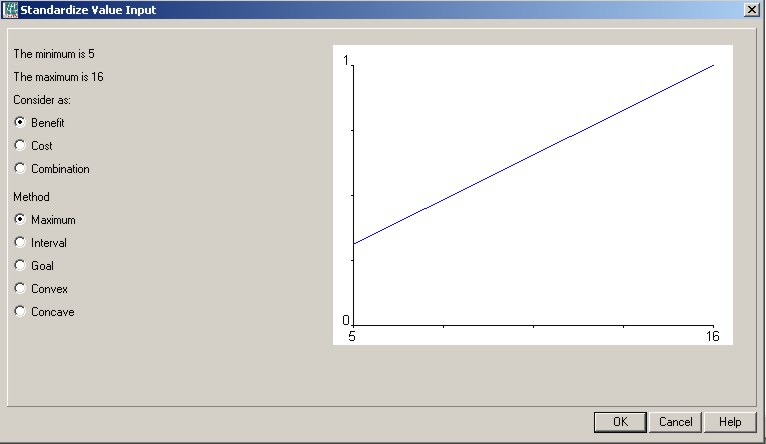 Standardize Value Input
The minimum is 5
The maximum is 16
Consider as:
Benefit
Cost
Combination
Method
Maximum
Interval
Goal
Convex
Concave
1
0
5 16
OK Cancel Help